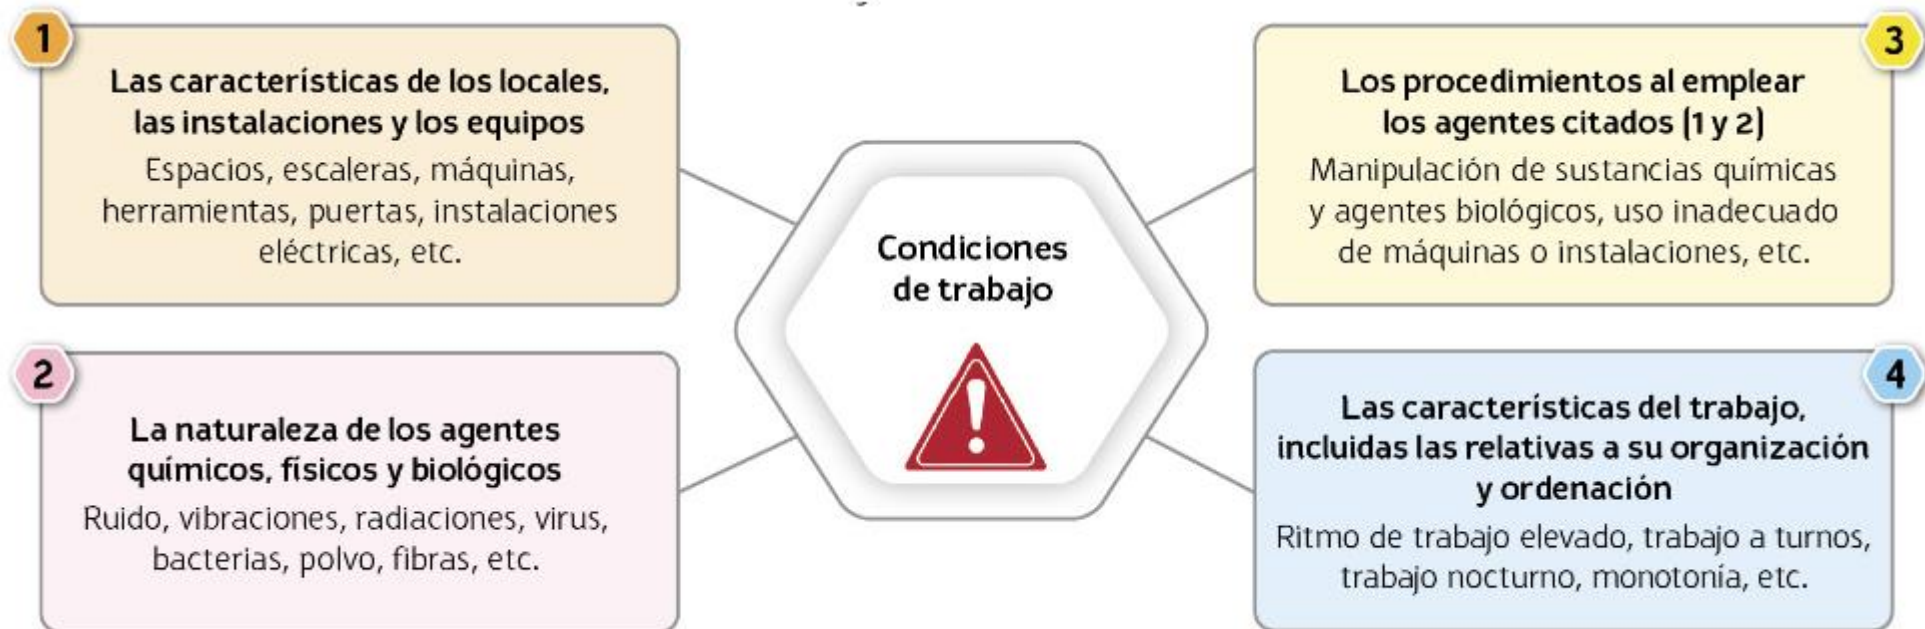 1
Las características de los locales,
las instalaciones y los equipos
Espacios, escaleras, máquinas,
herramientas, puertas, instalaciones
eléctricas, etc.
2
La naturaleza de los agentes
químicos, físicos y biológicos
Ruido, vibraciones, radiaciones, virus,
bacterias, polvo, fibras, etc.
Condiciones
de trabajo
3
Los procedimientos al emplear
los agentes citados (1 y 2)
Manipulación de sustancias químicas
y agentes biológicos, uso inadecuado
de máquinas o instalaciones, etc.
4
Las características del trabajo,
incluidas las relativas a su organización
y ordenación
Ritmo de trabajo elevado, trabajo a turnos,
trabajo nocturno, monotonía, etc.